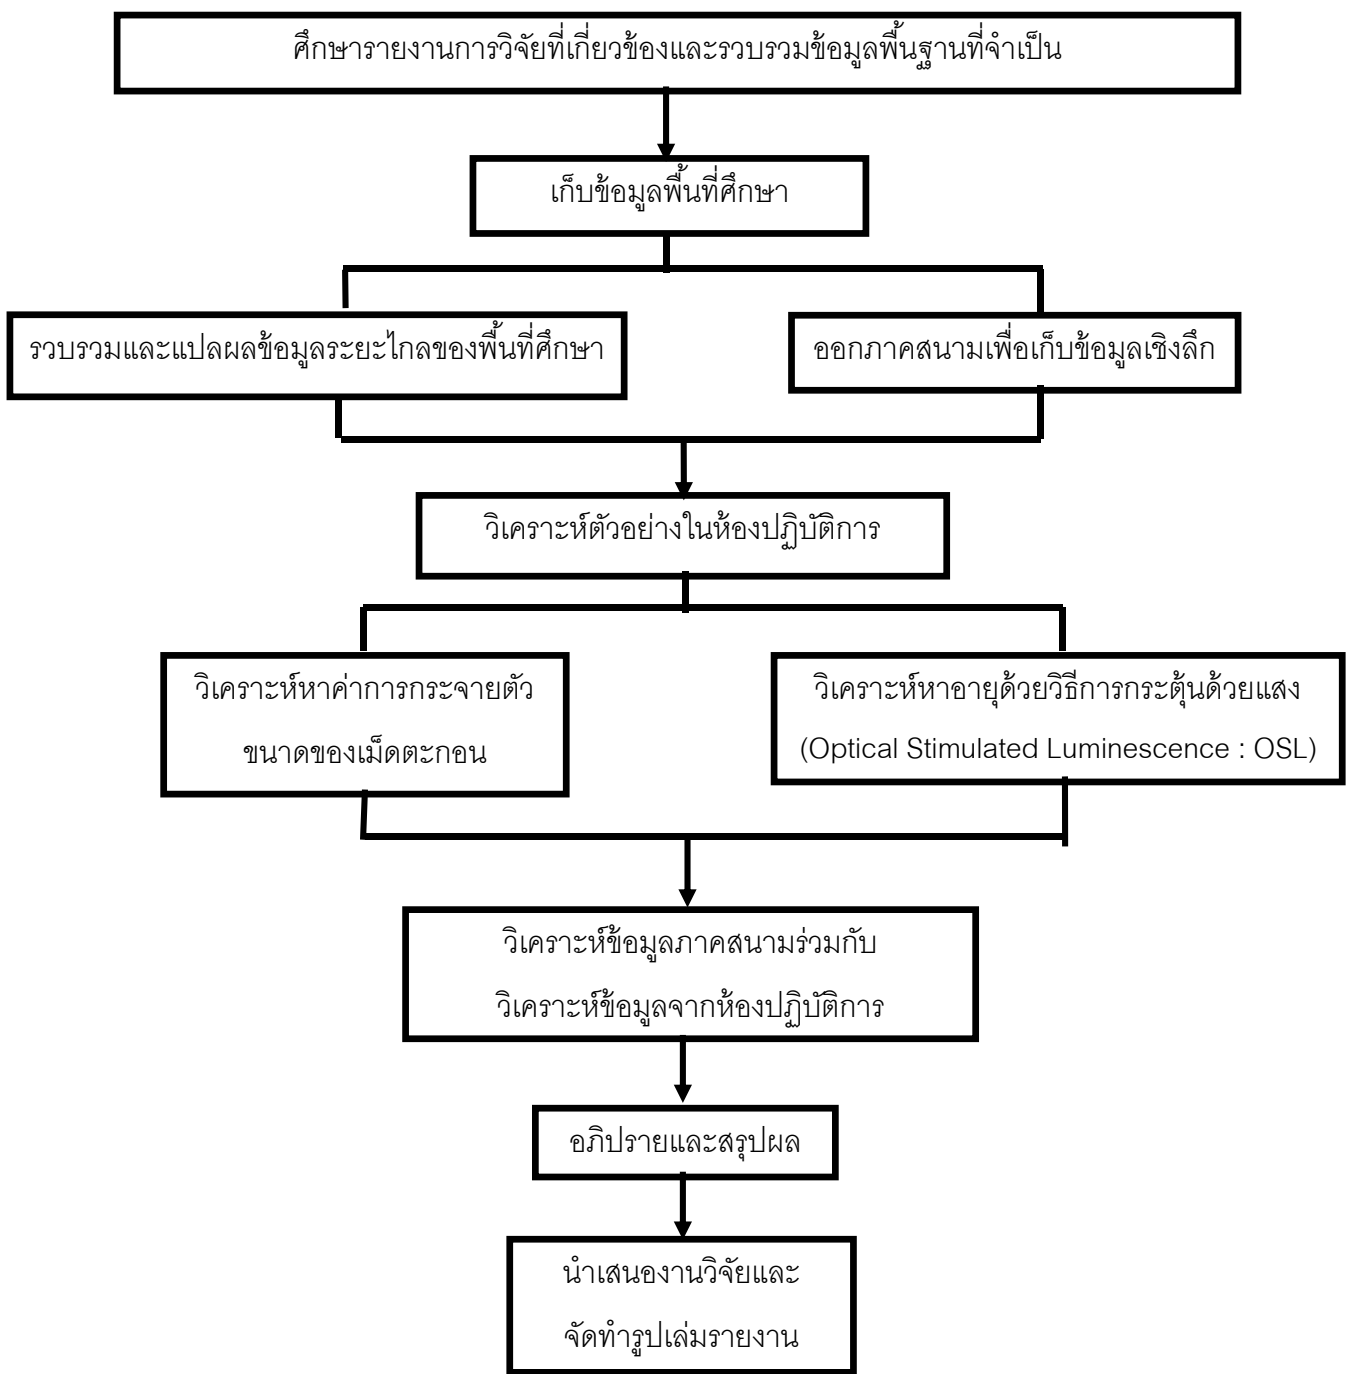 ศึกษารายงานการวิจัยที่เกี่ยวข้องและรวบรวมข้อมูลพื้นฐานที่จำเป็น
เก็บข้อมูลพื้นที่ศึกษา
รวบรวมและแปลผลข้อมูลระยะไกลของพื้นที่ศึกษา
ออกภาคสนามเพื่อเก็บข้อมูลเชิงลึก
วิเคราะห์ตัวอย่างในห้องปฏิบัติการ
วิเคราะห์หาค่าการกระจายตัว
ขนาดของเม็ดตะกอน
วิเคราะห์หาอายุด้วยวิธีการกระตุ้นด้วยแสง
(Optical Stimulated Luminescence : OSL)
วิเคราะห์ข้อมูลภาคสนามร่วมกับ
วิเคราะห์ข้อมูลจากห้องปฏิบัติการ
อภิปรายและสรุปผล
นำเสนองานวิจัยและ
จัดทำรูปเล่มรายงาน